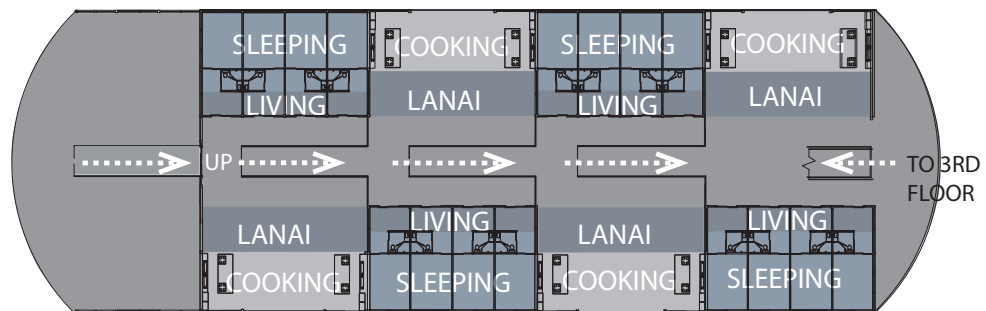 SLEEPING
COOKING
SLEEPING
COOKING
LIVING
LANAI
LIVING
LANAI
UP
TO 3RD
FLOOR
LANAI
LIVING
LANAI
LIVING
COOKING
SLEEPING
COOKING
SLEEPING